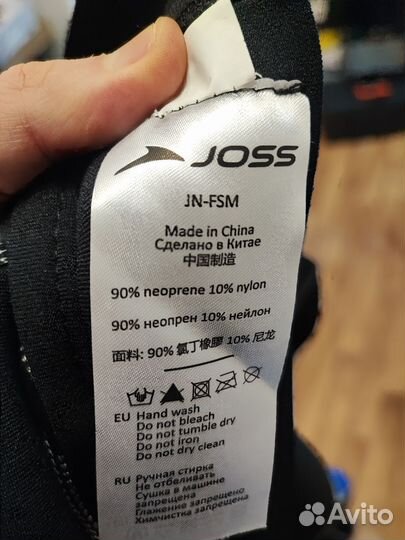 JOSS
JN-FSM
Made in China
Сделано в Китае
中国制造
90% neoprene 10% nylon
90% неопрен 10% нейлон
面料: 90% 氯丁橡膠 10% 尼龙
EU Hand wash
Do not bleach
Do not tumble dry
Do not iron
Do not dry clean
RU Ручная стирка
Не отбеливать
Сушка в машине
запрещена
Глажение запрещено
Химчистка запрещена
Avito